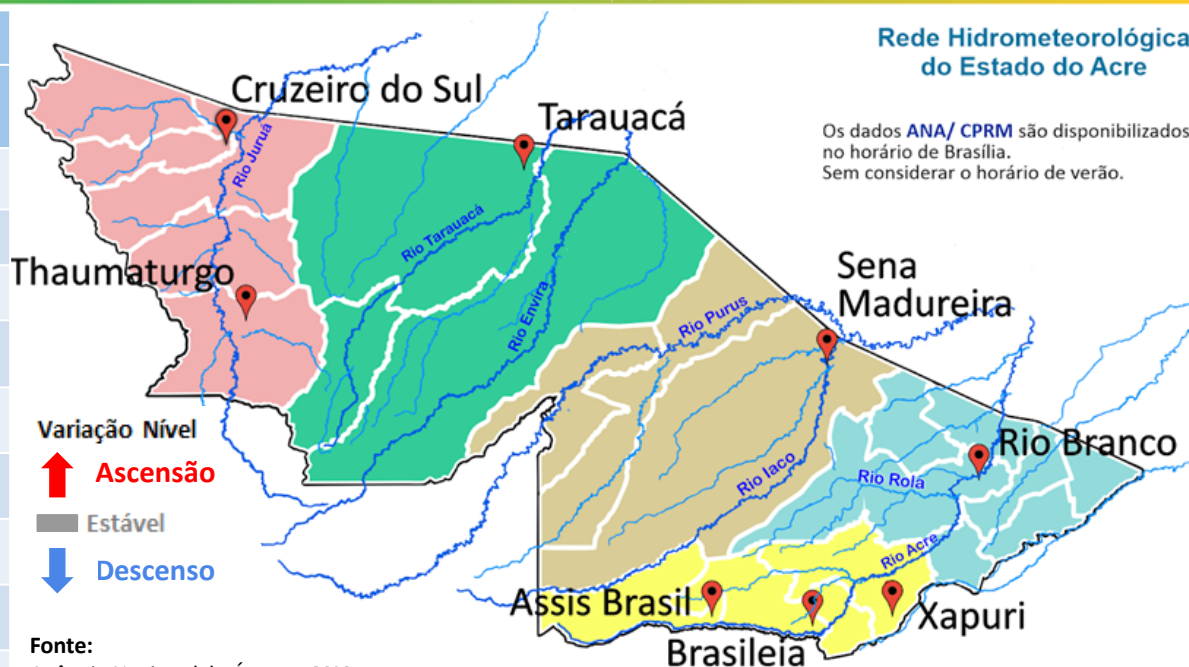 Rede Hidrometeorológica
do Estado do Acre
Os dados ANA/ CPRM são disponibilizados
no horário de Brasília.
Sem considerar o horário de verão.
Cruzeiro do Sul
Tarauacá
Rio Juruá
Rio Tarauacá
Thaumaturgo
Rio Envira
Sena
Madureira
Rio Purus
Variação Nível
Ascensão
Estável
Descenso
Rio Branco
Rio Iaco
Rio Rolá
Rio Acre
Assis Brasil
Xapuri
Brasileia
Fonte: